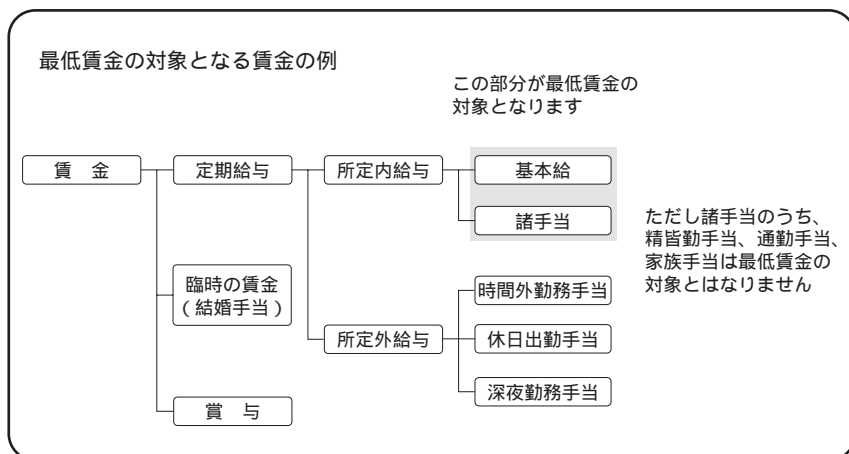 最低賃金の対象となる賃金の例
この部分が最低賃金の
対象となります
賃　金
定期給与
所定内給与
基本給
諸手当
ただし諸手当のうち、
精皆勤手当、通勤手当、
家族手当は最低賃金の
対象とはなりません
臨時の賃金
(結婚手当)
所定外給与
時間外勤務手当
休日出勤手当
深夜勤務手当
賞　与